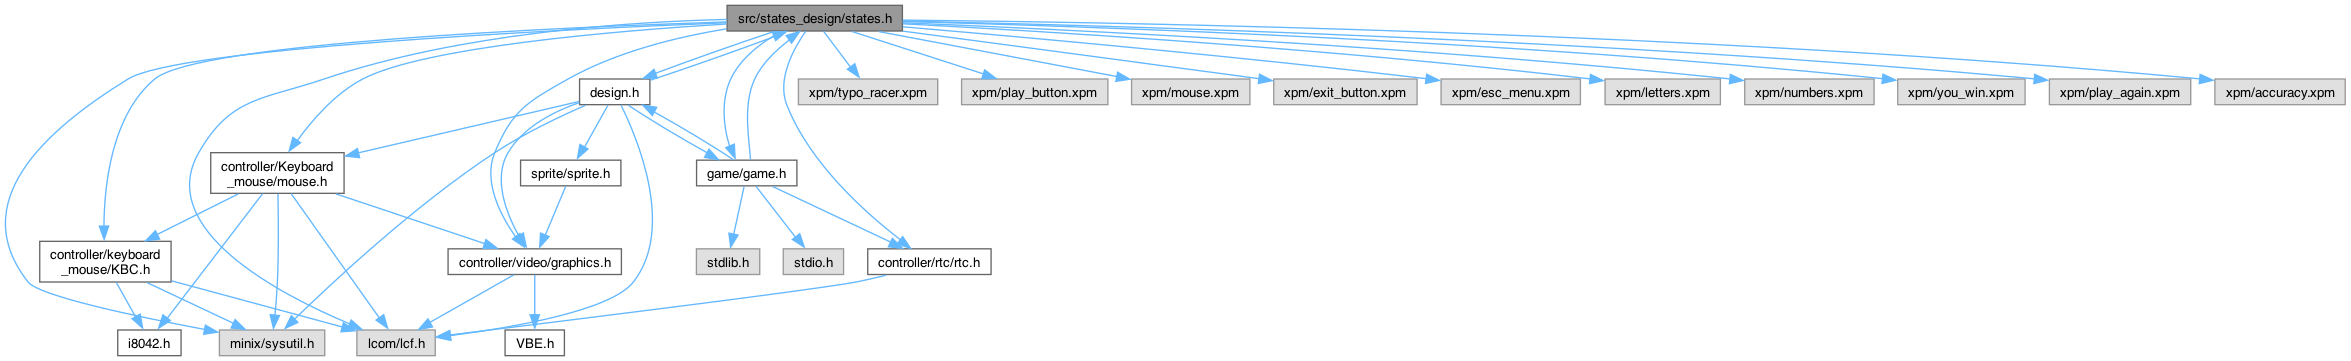 src/states_design/states.h
design.h
xpm/typo_racer.xpm
xpm/play_button.xpm
xpm/mouse.xpm
xpm/exit_button.xpm
xpm/esc_menu.xpm
xpm/letters.xpm
xpm/numbers.xpm
xpm/you_win.xpm
xpm/play_again.xpm
xpm/accuracy.xpm
controller/Keyboard
_mouse/mouse.h
sprite/sprite.h
game/game.h
controller/keyboard
_mouse/KBC.h
controller/video/graphics.h
stdlib.h
stdio.h
controller/rtc/rtc.h
i8042.h
minix/sysutil.h
lcom/lcf.h
VBE.h